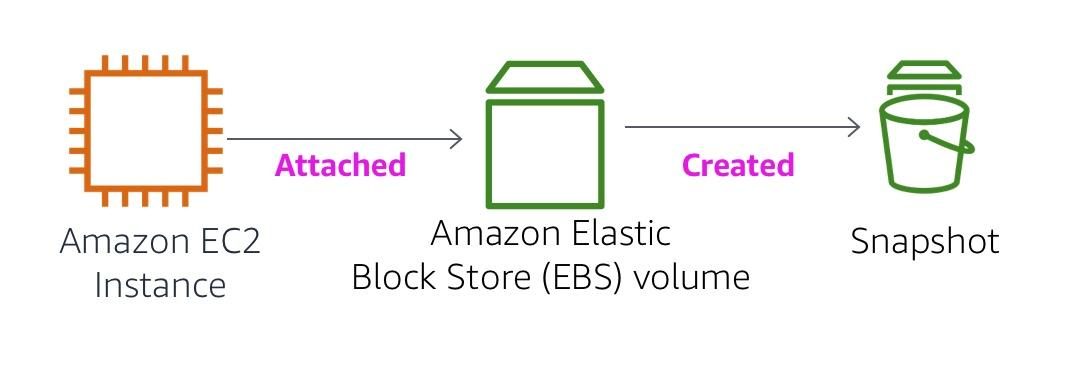 Attached
Created
Amazon EC2
Instance
Amazon Elastic
Block Store (EBS) volume
Snapshot